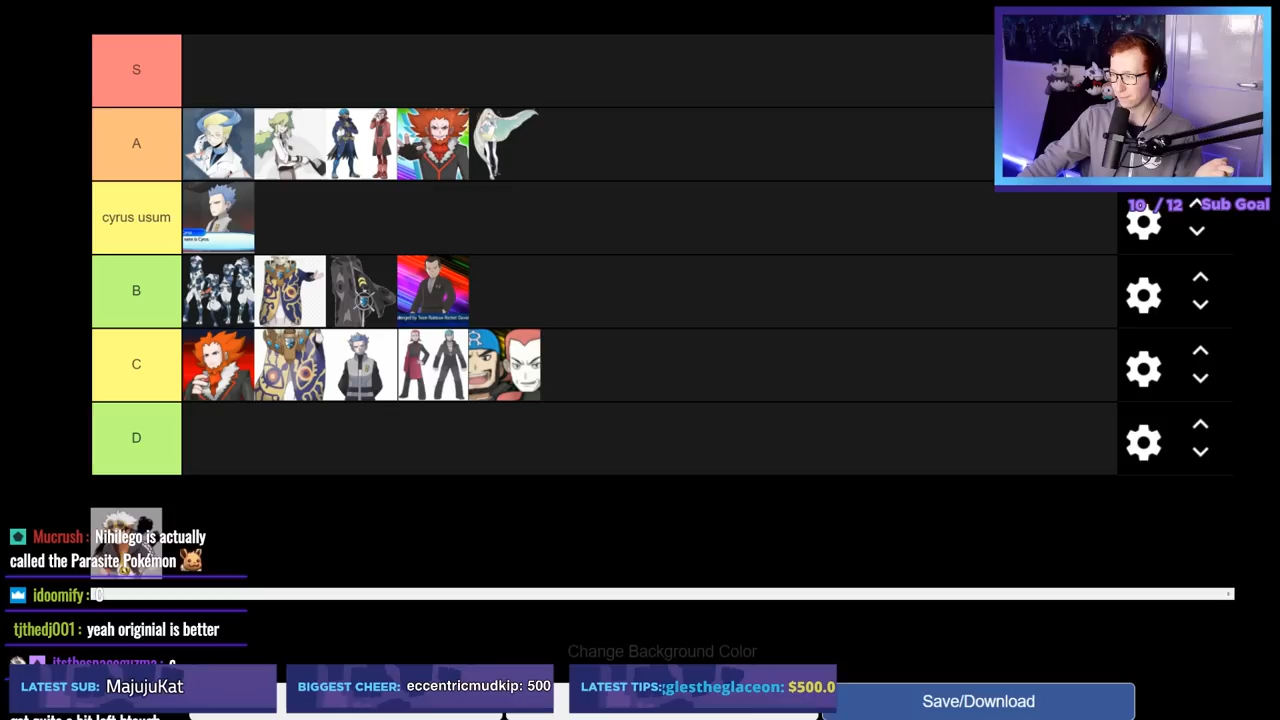 S
A
cyrus usum
10 / 12 Sub Goal
B
C
D
Mucrush : Nihilego is actually
called the Parasite Pokémon
idoomify : C
tjthedj001 : yeah originial is better
Change Background Color
LATEST SUB: MajujuKat
BIGGEST CHEER: eccentricmudkip: 500
LATEST TIPS: glestheglaceon: $500.0
Save/Download